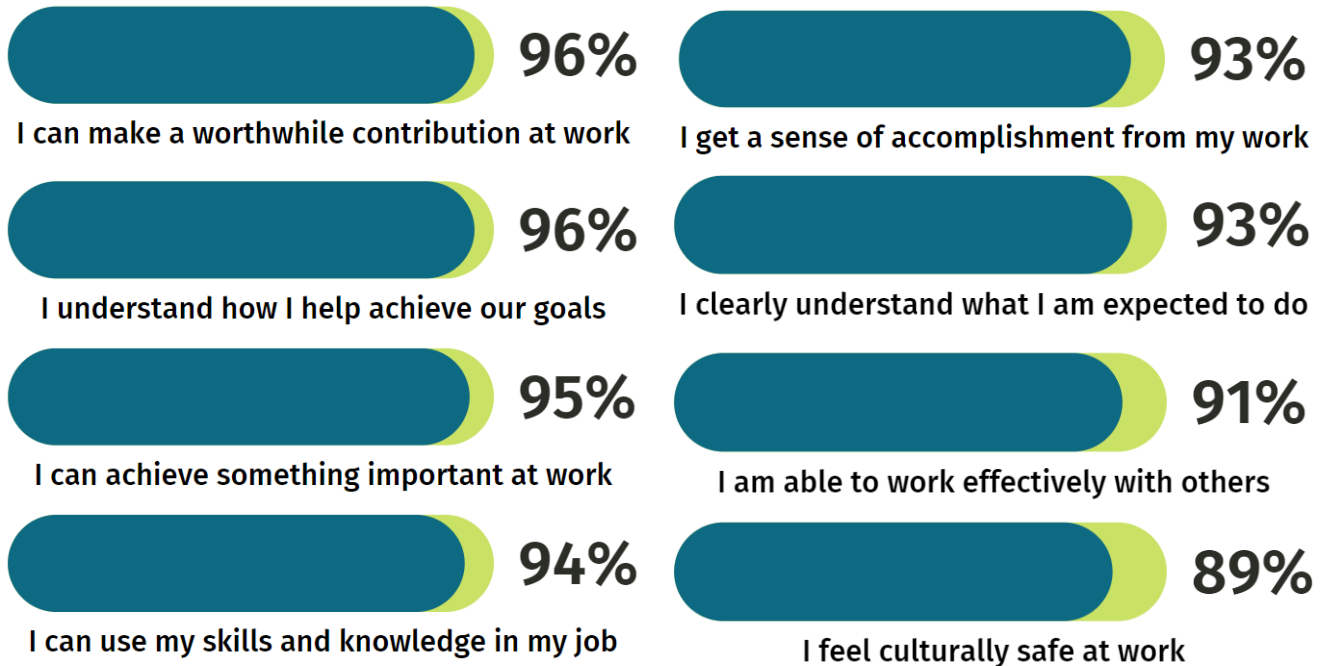 96%
I can make a worthwhile contribution at work
96%
I understand how I help achieve our goals
95%
I can achieve something important at work
94%
I can use my skills and knowledge in my job
93%
I get a sense of accomplishment from my work
93%
I clearly understand what I am expected to do
91%
I am able to work effectively with others
89%
I feel culturally safe at work